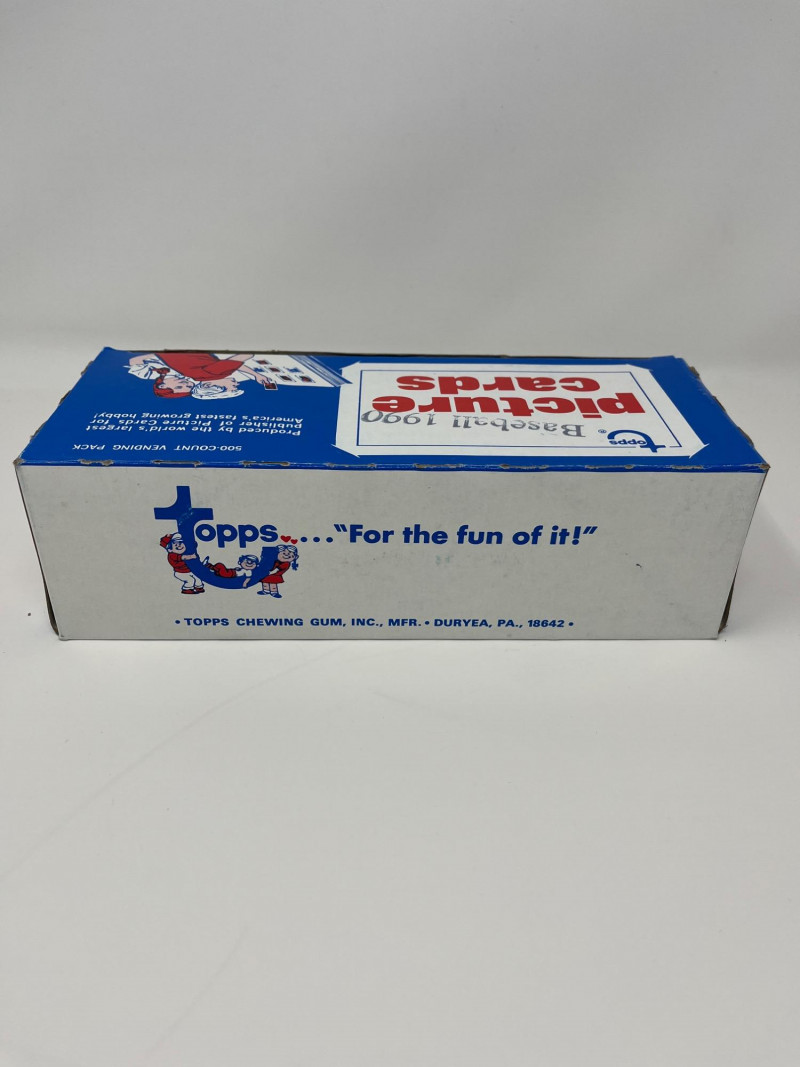 topps®
Baseball 1990
picture
cards
500-COUNT VENDING PACK
Produced by the world's largest
publisher of Picture Cards for
America's fastest growing hobby!
topps....."For the fun of it!"
• TOPPS CHEWING GUM, INC., MFR. • DURYEA, PA., 18642 •